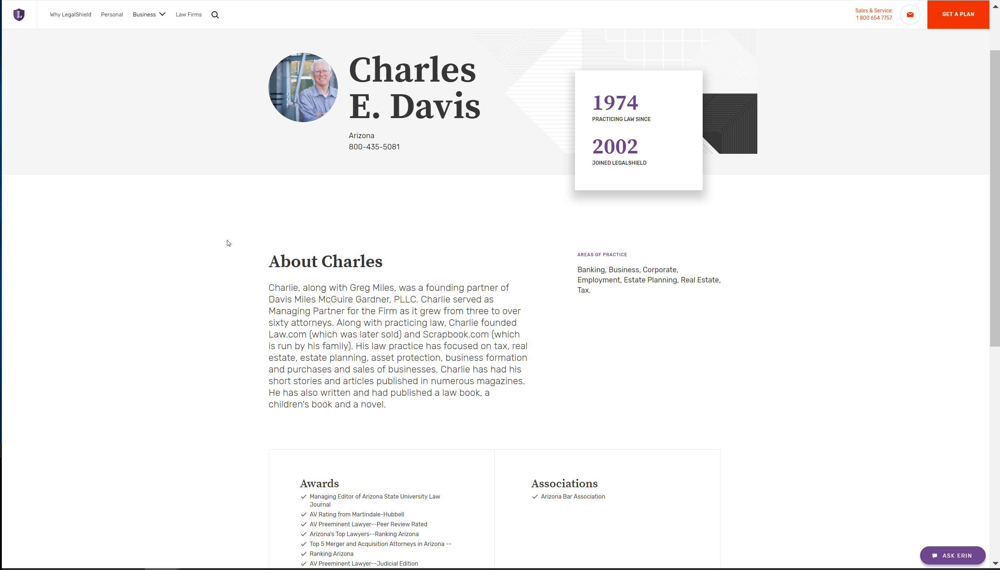 L
Why LegalShield
Personal
Business
Law Firms
Sales & Service:
1 800 654 7757
GET A PLAN
Charles
E. Davis
Arizona
800-435-5081
1974
PRACTICING LAW SINCE
2002
JOINED LEGALSHIELD
About Charles
Charlie, along with Greg Miles, was a founding partner of
Davis Miles McGuire Gardner, PLLC. Charlie served as
Managing Partner for the Firm as it grew from three to over
sixty attorneys. Along with practicing law, Charlie founded
Law.com (which was later sold) and Scrapbook.com (which
is run by his family). His law practice has focused on tax, real
estate, estate planning, asset protection, business formation
and purchases and sales of businesses. Charlie has had his
short stories and articles published in numerous magazines.
He has also written and had published a law book, a
children's book and a novel.
AREAS OF PRACTICE
Banking, Business, Corporate,
Employment, Estate Planning, Real Estate,
Tax.
Awards
Managing Editor of Arizona State University Law
Journal
AV Rating from Martindale-Hubbell
AV Preeminent Lawyer--Peer Review Rated
Arizona's Top Lawyers--Ranking Arizona
Top 5 Merger and Acquisition Attorneys in Arizona --
Ranking Arizona
AV Preeminent Lawyer--Judicial Edition
Associations
Arizona Bar Association
ASK ERIN